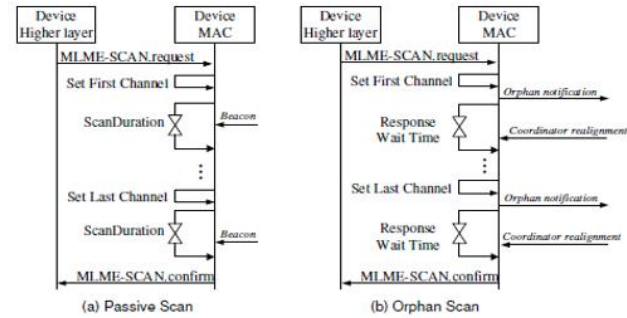 Device
Higher layer
Device
MAC
MLME-SCAN.request
Set First Channel
ScanDuration
Beacon
Set Last Channel
ScanDuration
Beacon
MLME-SCAN.confirm
(a) Passive Scan
Device
Higher layer
Device
MAC
MLME-SCAN.request
Set First Channel
Orphan notification
Response
Wait Time
Coordinator realignment
Set Last Channel
Orphan notification
Response
Wait Time
Coordinator realignment
MLME-SCAN.confirm
(b) Orphan Scan